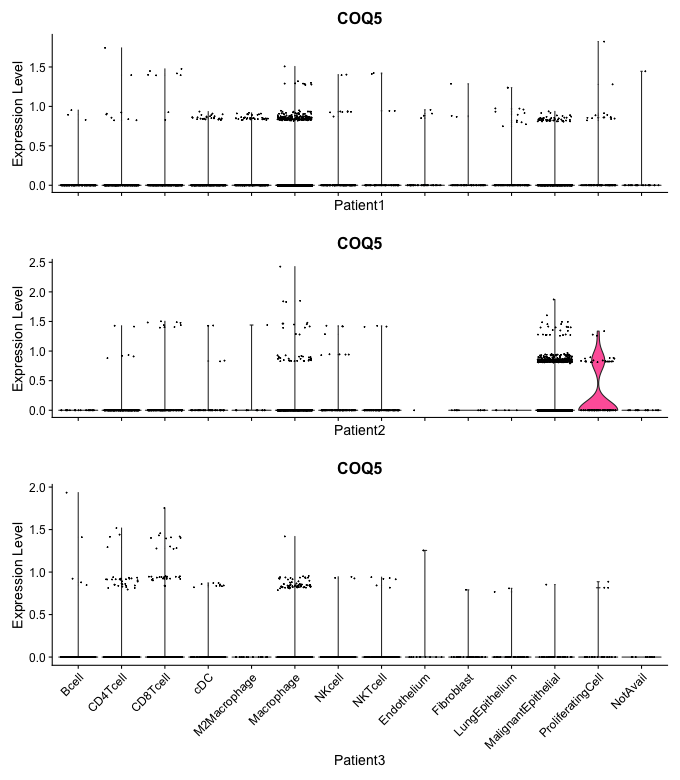 COQ5
Expression Level
1.5
1.0
0.5
0.0
Patient1
COQ5
Expression Level
2.5
2.0
1.5
1.0
0.5
0.0
Patient2
COQ5
Expression Level
2.0
1.5
1.0
0.5
0.0
Bcell
CD4Tcell
CD8Tcell
cDC
M2Macrophage
Macrophage
NKcell
NKTcell
Endothelium
Fibroblast
LungEpithelium
MalignantEpithelial
ProliferatingCell
NotAvail
Patient3